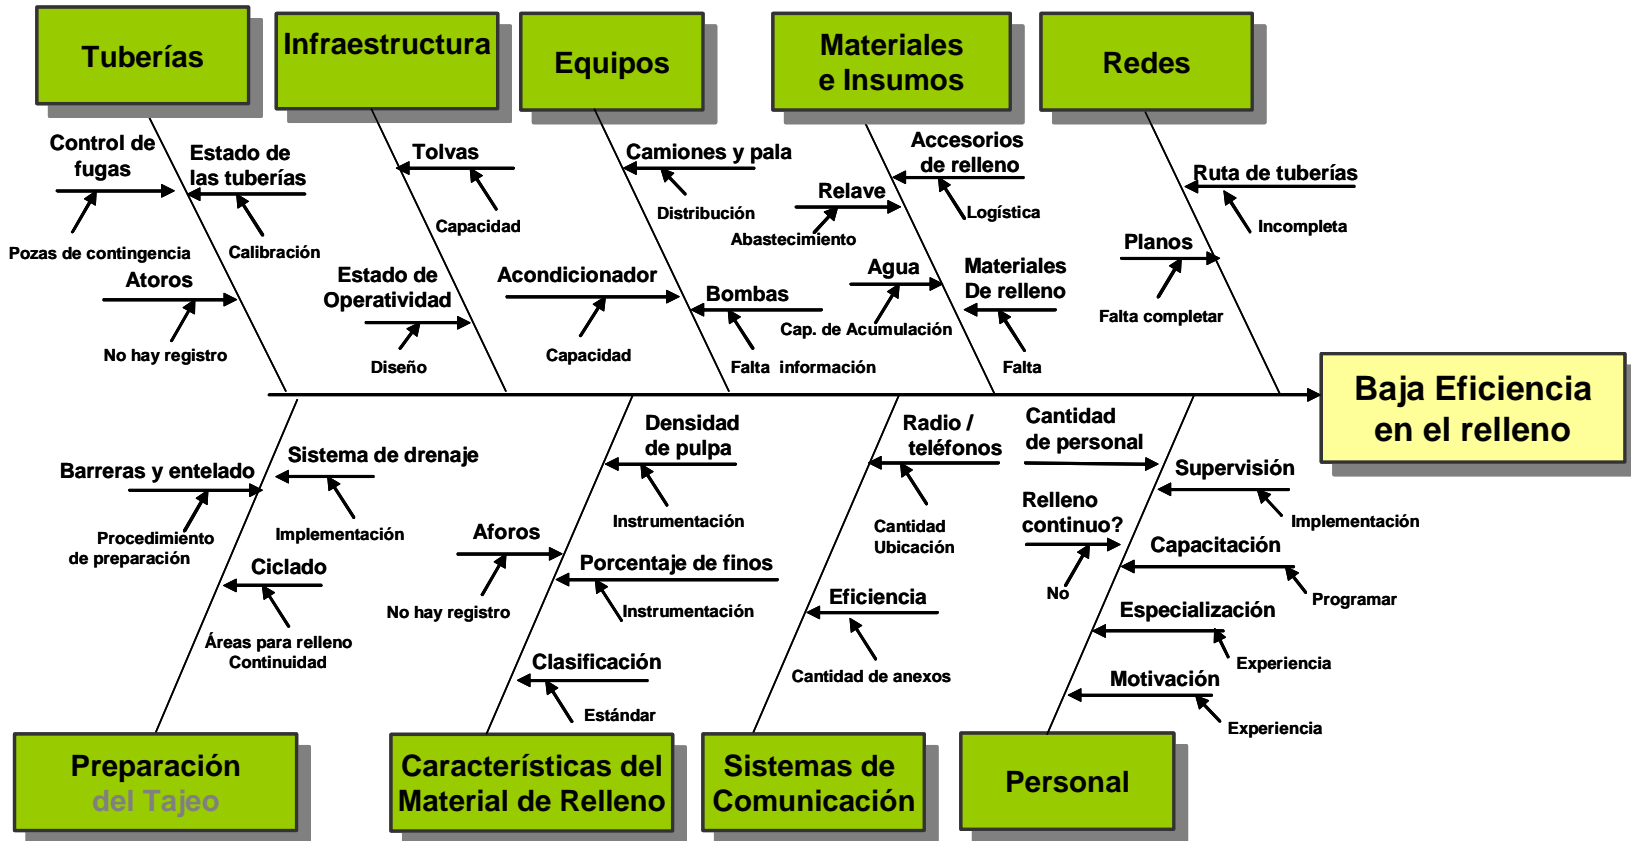 Tuberías
Infraestructura
Equipos
Materiales
e Insumos
Redes
Control de
fugas
Estado de
las tuberías
Pozas de contingencia
Calibración
Atoros
No hay registro
Tolvas
Capacidad
Estado de
Operatividad
Diseño
Camiones y pala
Distribución
Acondicionador
Capacidad
Bombas
Falta información
Accesorios
de relleno
Logística
Relave
Abastecimiento
Agua
Cap. de Acumulación
Materiales
De relleno
Falta
Ruta de tuberías
Incompleta
Planos
Falta completar
Baja Eficiencia
en el relleno
Barreras y entelado
Procedimiento
de preparación
Sistema de drenaje
Implementación
Ciclado
Áreas para relleno
Continuidad
Densidad
de pulpa
Instrumentación
Aforos
No hay registro
Porcentaje de finos
Instrumentación
Clasificación
Estándar
Radio /
teléfonos
Cantidad
Ubicación
Eficiencia
Cantidad de anexos
Cantidad
de personal
Supervisión
Implementación
Relleno
continuo?
No
Capacitación
Programar
Especialización
Experiencia
Motivación
Experiencia
Preparación
del Tajeo
Características del
Material de Relleno
Sistemas de
Comunicación
Personal